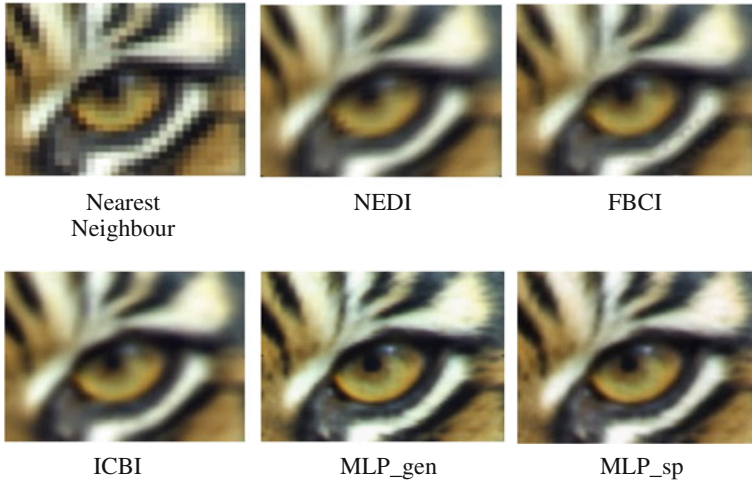 Nearest
Neighbour
NEDI
FBCI
ICBI
MLP_gen
MLP_sp